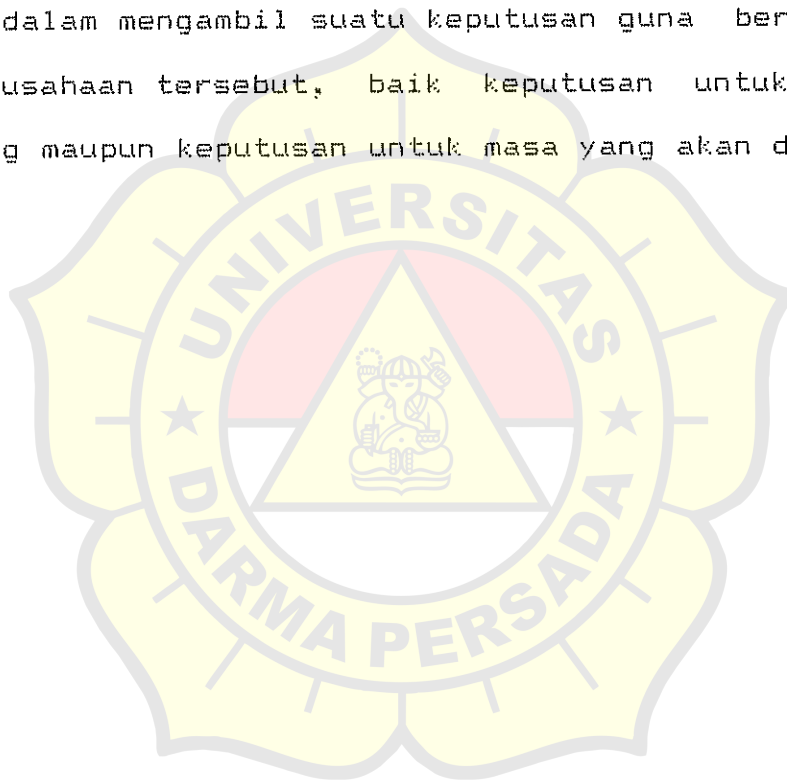 dalam mengambil suatu keputusan guna ber
usahaan tersebut, baik keputusan untuk
g maupun keputusan untuk masa yang akan d
UNIVERSITAS
DARMA PERSADA